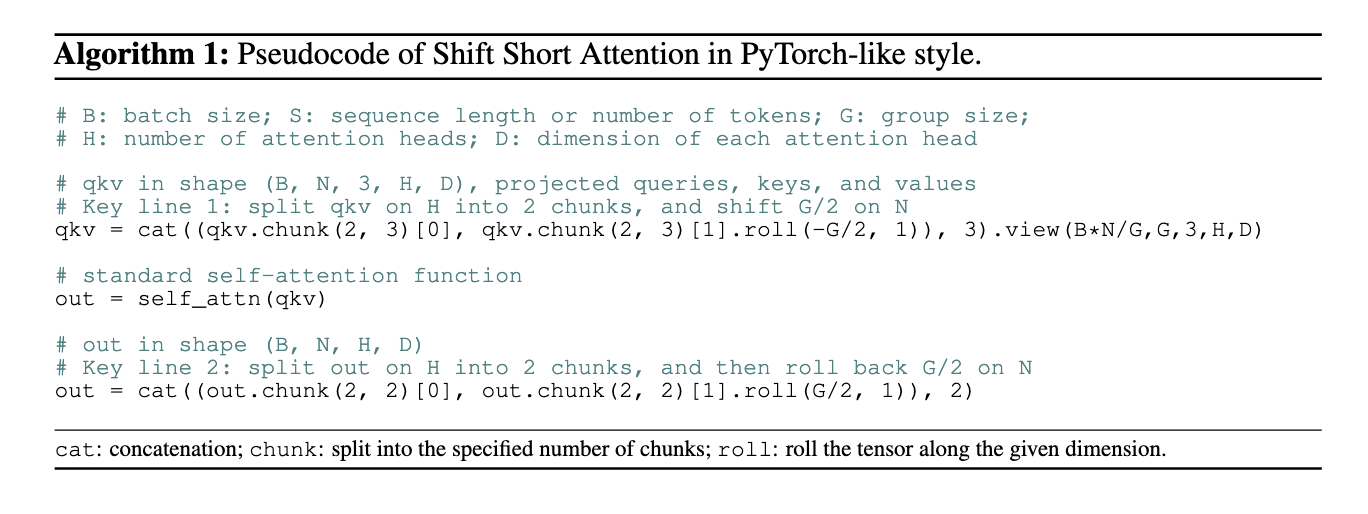 Algorithm 1: Pseudocode of Shift Short Attention in PyTorch-like style.
# B: batch size; S: sequence length or number of tokens; G: group size;
# H: number of attention heads; D: dimension of each attention head
# qkv in shape (B, N, 3, H, D), projected queries, keys, and values
# Key line 1: split qkv on H into 2 chunks, and shift G/2 on N
qkv = cat((qkv.chunk(2, 3)[0], qkv.chunk(2, 3)[1].roll(-G/2, 1)), 3).view(B*N/G,G,3,H,D)
# standard self-attention function
out = self_attn(qkv)
# out in shape (B, N, H, D)
# Key line 2: split out on H into 2 chunks, and then roll back G/2 on N
out = cat((out.chunk(2, 2)[0], out.chunk(2, 2)[1].roll(G/2, 1)), 2)
cat: concatenation; chunk: split into the specified number of chunks; roll: roll the tensor along the given dimension.